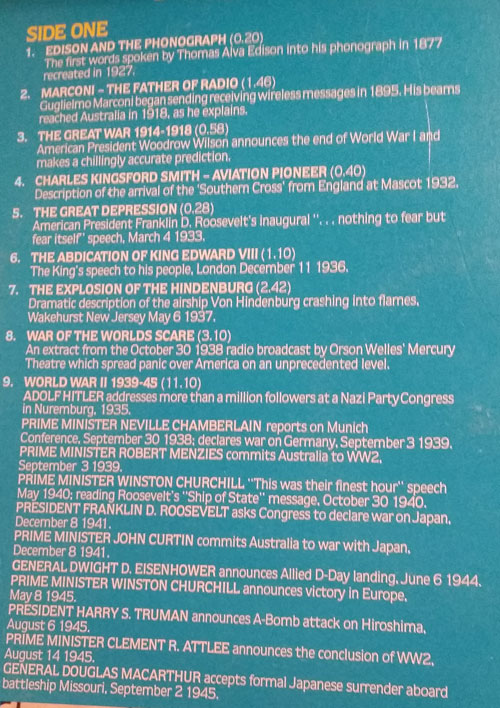 SIDE ONE
1. EDISON AND THE PHONOGRAPH (0.20)
The first words spoken by Thomas Alva Edison into his phonograph in 1877
recreated in 1927.
2. MARCONI – THE FATHER OF RADIO (1.46)
Guglielmo Marconi began sending receiving wireless messages in 1895. His beams
reached Australia in 1918, as he explains.
3. THE GREAT WAR 1914-1918 (0.58)
American President Woodrow Wilson announces the end of World War I and
makes a chillingly accurate prediction.
4. CHARLES KINGSFORD SMITH – AVIATION PIONEER (0.40)
Description of the arrival of the 'Southern Cross' from England at Mascot 1932.
5. THE GREAT DEPRESSION (0.28)
American President Franklin D. Roosevelt's inaugural "... nothing to fear but
fear itself" speech, March 4 1933.
6. THE ABDICATION OF KING EDWARD VIII (1.10)
The King's speech to his people, London December 11 1936.
7. THE EXPLOSION OF THE HINDENBURG (2.42)
Dramatic description of the airship Von Hindenburg crashing into flames,
Wakehurst New Jersey May 6 1937.
8. WAR OF THE WORLDS SCARE (3.10)
An extract from the October 30 1938 radio broadcast by Orson Welles' Mercury
Theatre which spread panic over America on an unprecedented level.
9. WORLD WAR II 1939-45 (11.10)
ADOLF HITLER addresses more than a million followers at a Nazi Party Congress
in Nuremburg, 1935.
PRIME MINISTER NEVILLE CHAMBERLAIN reports on Munich
Conference, September 30 1938; declares war on Germany, September 3 1939.
PRIME MINISTER ROBERT MENZIES commits Australia to WW2,
September 3 1939.
PRIME MINISTER WINSTON CHURCHILL "This was their finest hour" speech
May 1940; reading Roosevelt's "Ship of State" message, October 30 1940.
PRESIDENT FRANKLIN D. ROOSEVELT asks Congress to declare war on Japan,
December 8 1941.
PRIME MINISTER JOHN CURTIN commits Australia to war with Japan,
December 8 1941.
GENERAL DWIGHT D. EISENHOWER announces Allied D-Day landing, June 6 1944.
PRIME MINISTER WINSTON CHURCHILL announces victory in Europe,
May 8 1945.
PRESIDENT HARRY S. TRUMAN announces A-Bomb attack on Hiroshima,
August 6 1945.
PRIME MINISTER CLEMENT R. ATTLEE announces the conclusion of WW2,
August 14 1945.
GENERAL DOUGLAS MACARTHUR accepts formal Japanese surrender aboard
battleship Missouri, September 2 1945.